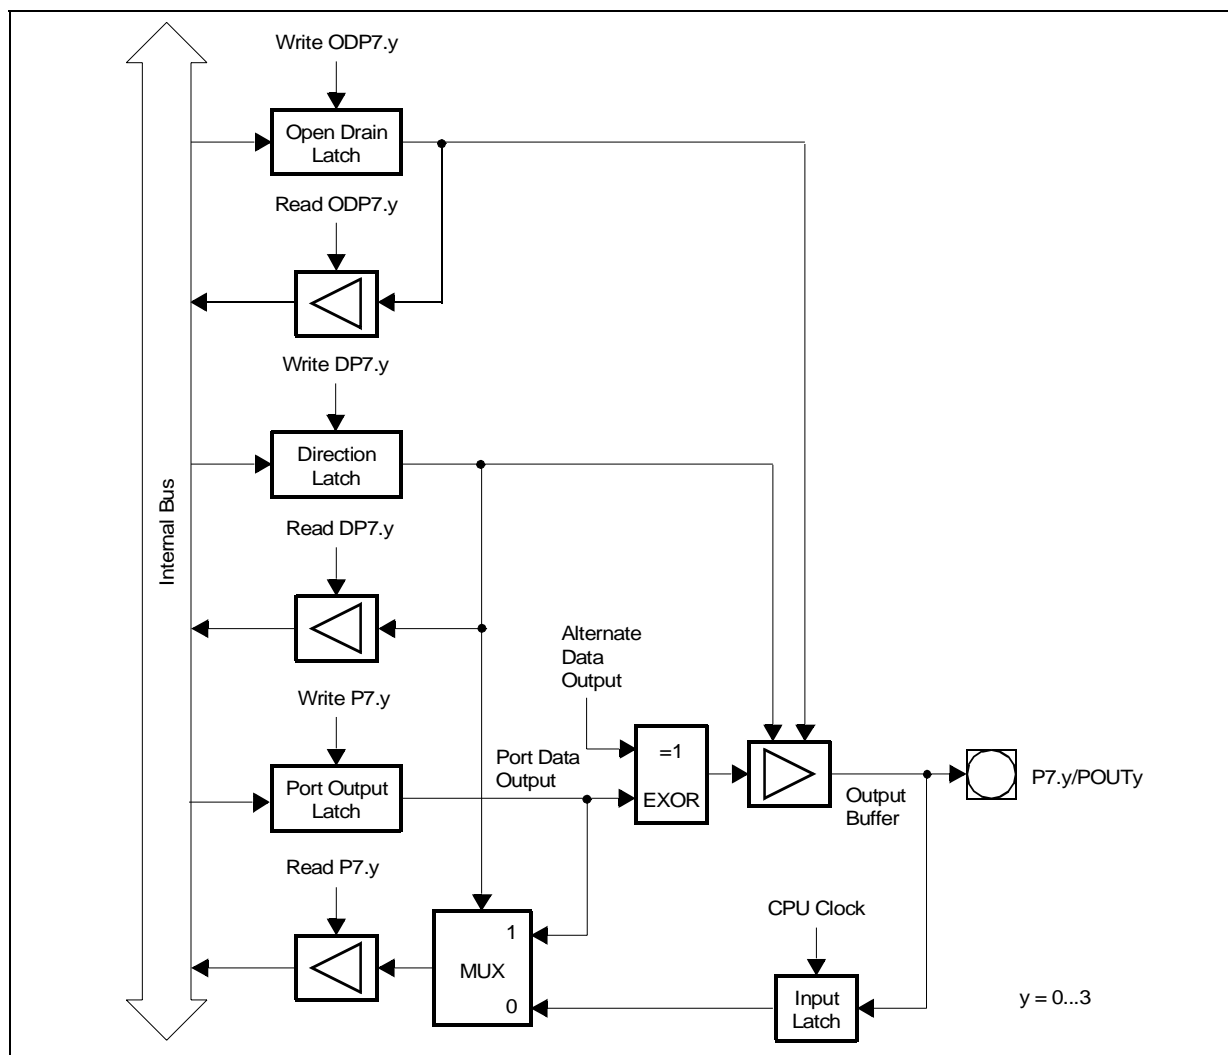 Write ODP7.y
Open Drain
Latch
Read ODP7.y
Write DP7.y
Direction
Latch
Internal Bus
Read DP7.y
Alternate
Data
Output
Write P7.y
=1
Port Data
Output
EXOR
Port Output
Latch
P7.y/POUTy
Output
Buffer
Read P7.y
CPU Clock
1
MUX
0
Input
Latch
y = 0...3